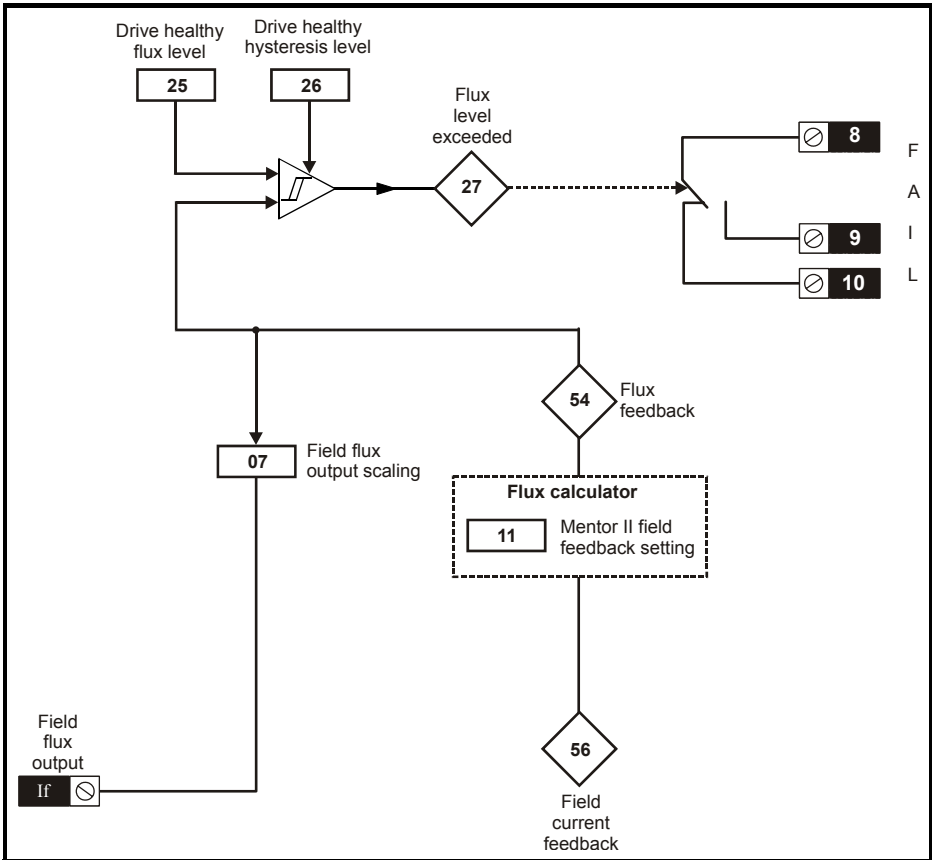 Drive healthy
flux level
25
Drive healthy
hysteresis level
26
Flux
level
exceeded
27
8
9
10
F
A
I
L
54
Flux
feedback
07
Field flux
output scaling
Flux calculator
11
Mentor II field
feedback setting
Field
flux
output
If
56
Field
current
feedback